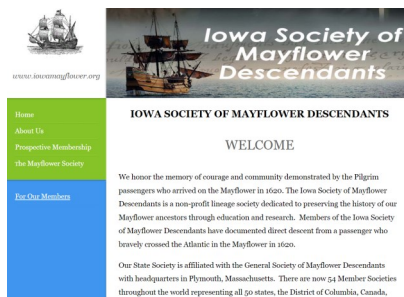 Iowa Society of
Mayflower
Descendants
www.iowamayflower.org
Home
About Us
Prospective Membership
The Mayflower Society
For Our Members
IOWA SOCIETY OF MAYFLOWER DESCENDANTS
WELCOME
We honor the memory of courage and community demonstrated by the Pilgrim
passengers who arrived on the Mayflower in 1620. The Iowa Society of Mayflower
Descendants is a non-profit lineage society dedicated to preserving the history of our
Mayflower ancestors through education and research. Members of the Iowa Society
of Mayflower Descendants have documented direct descent from a passenger who
bravely crossed the Atlantic in the Mayflower in 1620.
Our State Society is affiliated with the General Society of Mayflower Descendants
with headquarters in Plymouth, Massachusetts. There are now 54 Member Societies
throughout the world representing all 50 states, the District of Columbia, Canada,